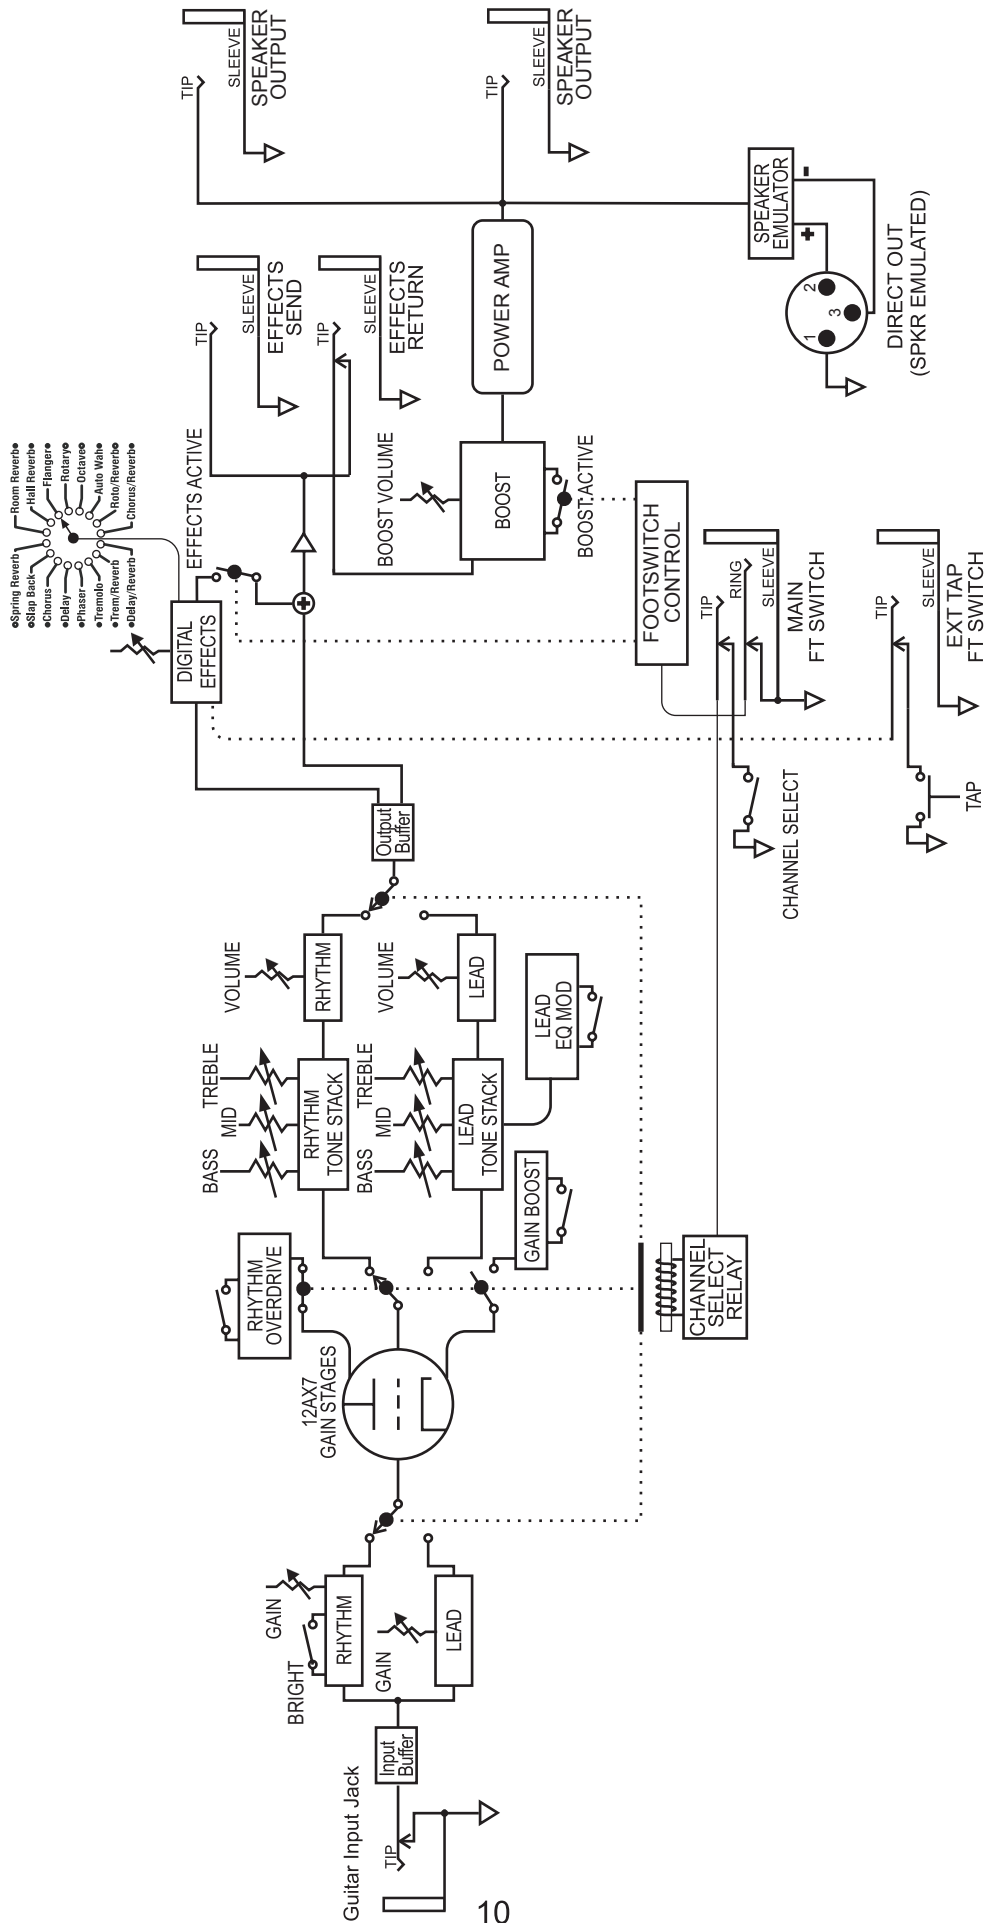 Guitar Input Jack
TIP
Input
Buffer
BRIGHT
GAIN
RHYTHM
GAIN
LEAD
12AX7
GAIN STAGES
RHYTHM
OVERDRIVE
GAIN BOOST
BASS
MID
TREBLE
RHYTHM
TONE STACK
BASS
MID
TREBLE
LEAD
TONE STACK
LEAD
EQ MOD
VOLUME
RHYTHM
VOLUME
LEAD
CHANNEL
SELECT
RELAY
Output
Buffer
DIGITAL
EFFECTS
Spring Reverb
Slap Back
Chorus
Delay
Phaser
Tremolo
Trem/Reverb
Delay/Reverb
Room Reverb
Hall Reverb
Flanger
Rotary
Octave
Auto Wah
Roto/Reverb
Chorus/Reverb
EFFECTS ACTIVE
+
TIP
SLEEVE
EFFECTS
SEND
TIP
SLEEVE
EFFECTS
RETURN
BOOST VOLUME
BOOST
BOOST ACTIVE
POWER AMP
TIP
SLEEVE
SPEAKER
OUTPUT
TIP
SLEEVE
SPEAKER
OUTPUT
SPEAKER
EMULATOR
+
-
1
2
3
DIRECT OUT
(SPKR EMULATED)
FOOTSWITCH
CONTROL
TIP
RING
SLEEVE
MAIN
FT SWITCH
CHANNEL SELECT
TIP
SLEEVE
EXT TAP
FT SWITCH
TAP
10